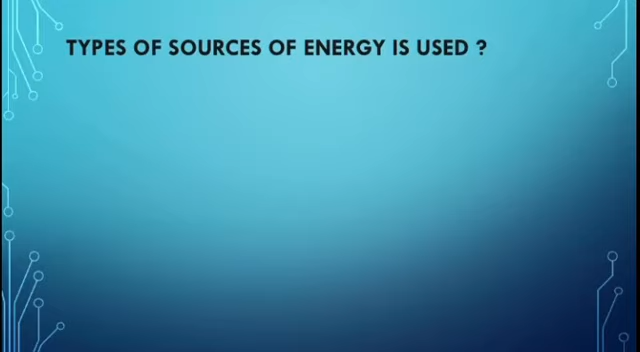 TYPES OF SOURCES OF ENERGY IS USED ?